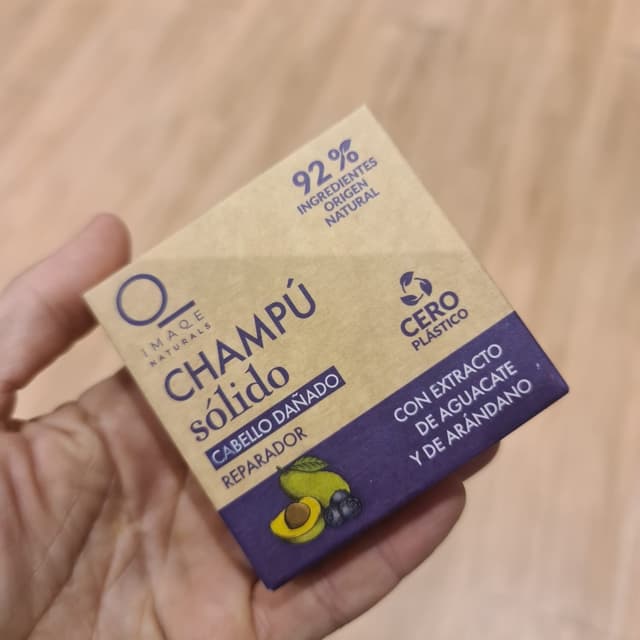 92%
INGREDIENTES
ORIGEN
NATURAL
IMAQE
NATURALS
CHAMPÚ
sólido
CABELLO DAÑADO
REPARADOR
CERO
PLÁSTICO
CON EXTRACTO
DE AGUACATE
Y DE ARÁNDANO